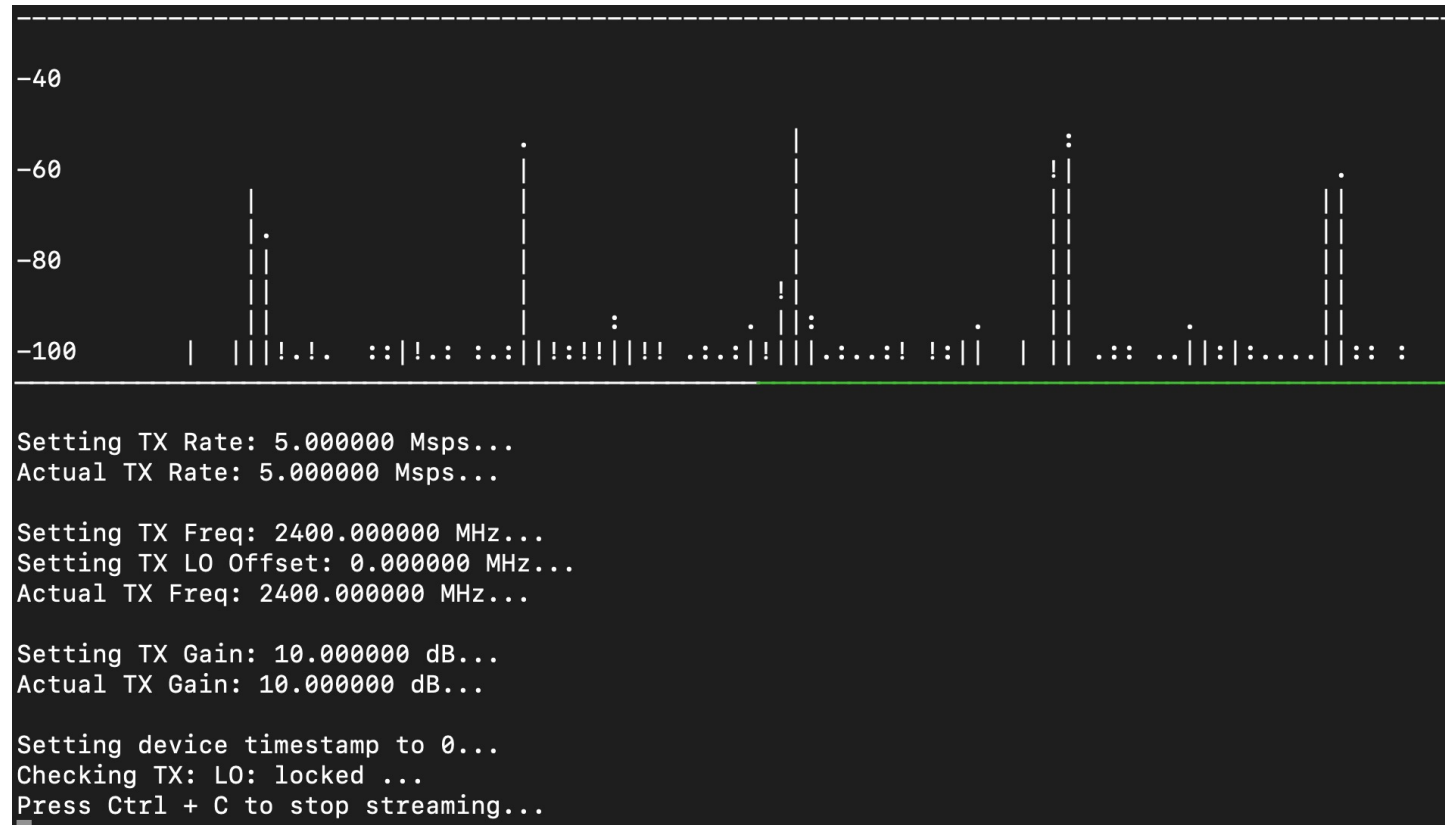 -40
-60
-80
-100
Setting TX Rate: 5.000000 Msps...
Actual TX Rate: 5.000000 Msps...
Setting TX Freq: 2400.000000 MHz...
Setting TX LO Offset: 0.000000 MHz...
Actual TX Freq: 2400.000000 MHz...
Setting TX Gain: 10.000000 dB...
Actual TX Gain: 10.000000 dB...
Setting device timestamp to 0...
Checking TX: LO: locked ...
Press Ctrl + C to stop streaming...